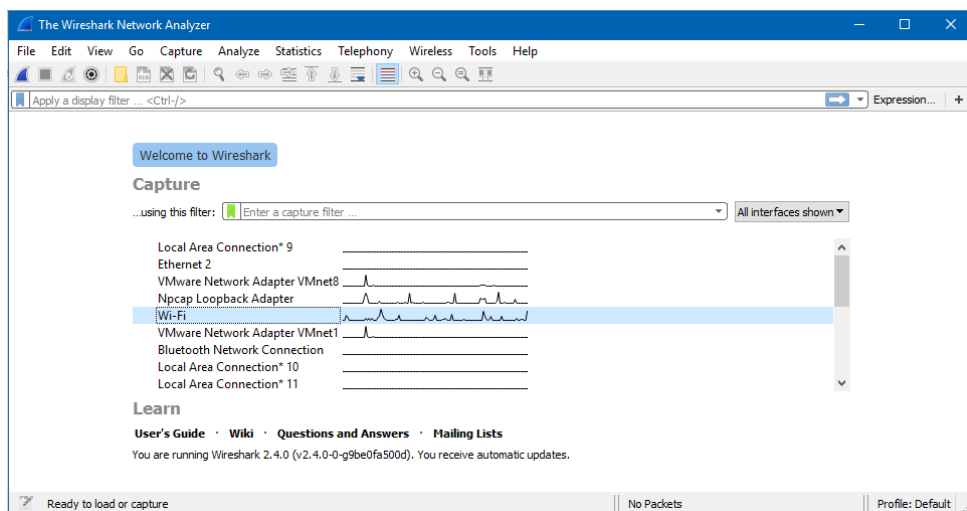 The Wireshark Network Analyzer
File Edit View Go Capture Analyze Statistics Telephony Wireless Tools Help
Apply a display filter ... <Ctrl-/> Expression... +
Welcome to Wireshark
Capture
...using this filter: Enter a capture filter ... All interfaces shown
Local Area Connection* 9
Ethernet 2
VMware Network Adapter VMnet8
Npcap Loopback Adapter
Wi-Fi
VMware Network Adapter VMnet1
Bluetooth Network Connection
Local Area Connection* 10
Local Area Connection* 11
Learn
User's Guide · Wiki · Questions and Answers · Mailing Lists
You are running Wireshark 2.4.0 (v2.4.0-0-g9be0fa500d). You receive automatic updates.
Ready to load or capture No Packets Profile: Default